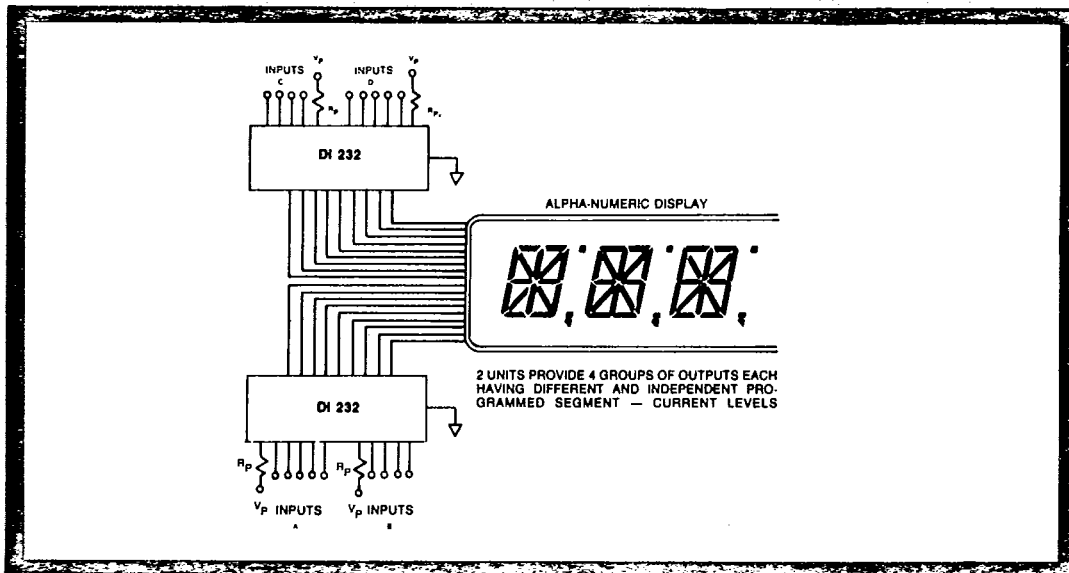 Vp Vp
INPUTS INPUTS
C D
Rp Rp.
DI 232
ALPHA-NUMERIC DISPLAY
2 UNITS PROVIDE 4 GROUPS OF OUTPUTS EACH
HAVING DIFFERENT AND INDEPENDENT PRO-
GRAMMED SEGMENT — CURRENT LEVELS
DI 232
Rp Rp
Vp INPUTS Vp INPUTS
A B